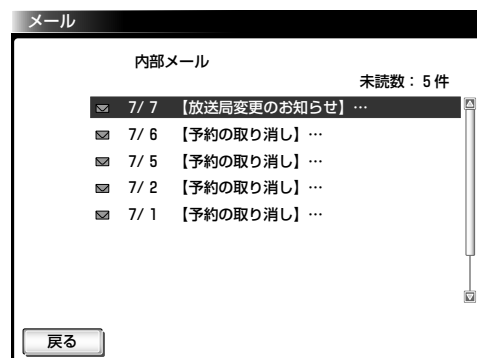 メール
内部メール
未読数：5件
7/ 7 【放送局変更のお知らせ】…
7/ 6 【予約の取り消し】…
7/ 5 【予約の取り消し】…
7/ 2 【予約の取り消し】…
7/ 1 【予約の取り消し】…
戻る